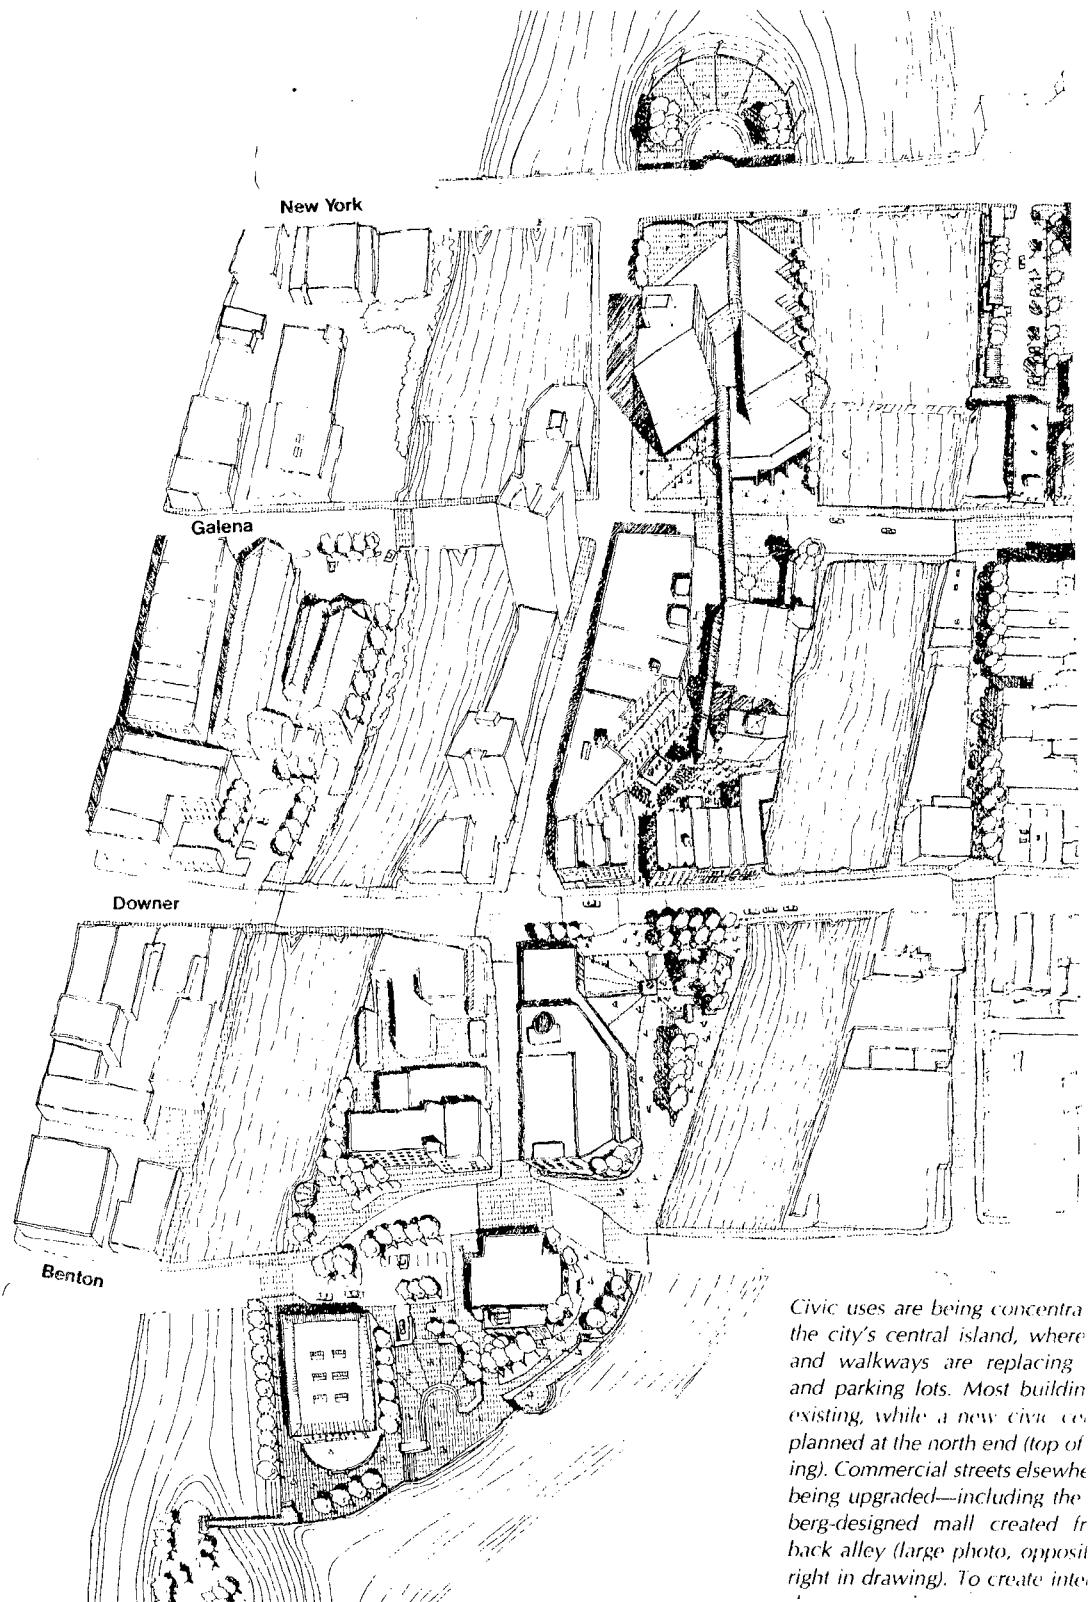 New York
Galena
Downer
Benton
Civic uses are being concentra
the city's central island, where
and walkways are replacing
and parking lots. Most buildin
existing, while a new civic ce
planned at the north end (top of
ing). Commercial streets elsewhe
being upgraded—including the
berg-designed mall created fr
back alley (large photo, opposit
right in drawing). To create inte